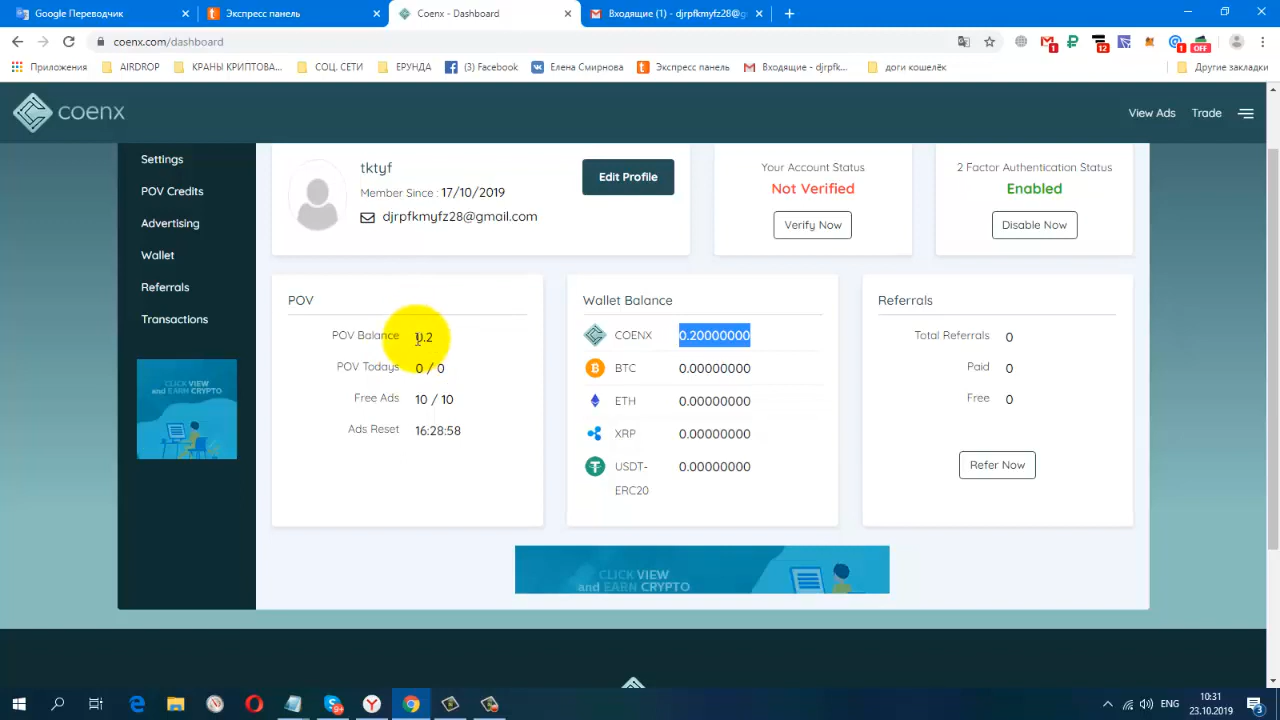 Google Переводчик
Экспресс панель
Coenx - Dashboard
Входящие (1) - djrpfkmyfz28@g
coenx.com/dashboard
1
12
1
OFF
Приложения
AIRDROP
КРАНЫ КРИПТОВА...
СОЦ. СЕТИ
ЕРУНДА
(3) Facebook
Елена Смирнова
Экспресс панель
Входящие - djrpfk...
доги кошелёк
Другие закладки
coenx
View Ads
Trade
Settings
POV Credits
Advertising
Wallet
Referrals
Transactions
CLICK VIEW
and EARN CRYPTO
tktyf
Member Since : 17/10/2019
djrpfkmyfz28@gmail.com
Edit Profile
Your Account Status
Not Verified
Verify Now
2 Factor Authentication Status
Enabled
Disable Now
POV
POV Balance 0.2
POV Todays 0 / 0
Free Ads 10 / 10
Ads Reset 16:28:58
Wallet Balance
COENX 0.20000000
BTC 0.00000000
ETH 0.00000000
XRP 0.00000000
USDT- 0.00000000
ERC20
Referrals
Total Referrals 0
Paid 0
Free 0
Refer Now
CLICK VIEW
and EARN CRYPTO
ENG
10:31
23.10.2019
3